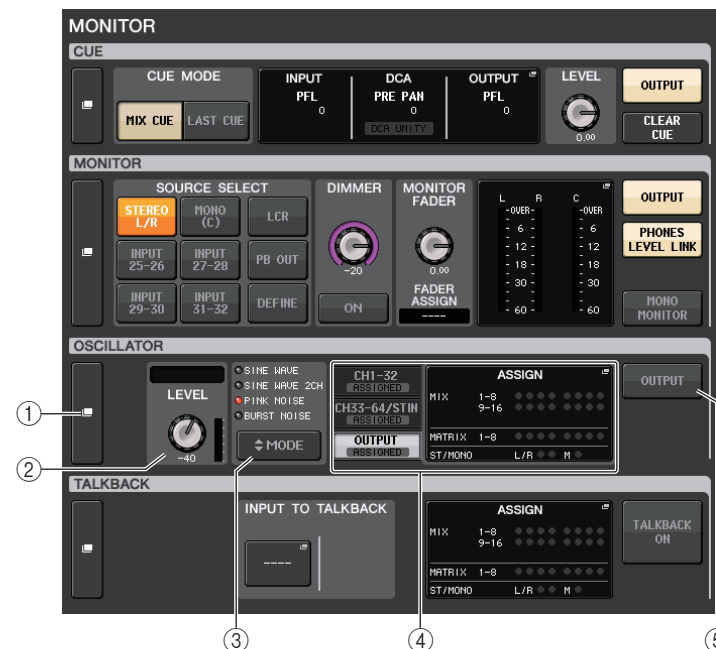 MONITOR
CUE
CUE MODE
MIX CUE
LAST CUE
INPUT
PFL
0
DCA
PRE PAN
0
DCA UNITY
OUTPUT
PFL
0
LEVEL
0.00
OUTPUT
CLEAR
CUE
MONITOR
SOURCE SELECT
STEREO
L/R
MONO
(C)
LCR
INPUT
25-26
INPUT
27-28
PB OUT
INPUT
29-30
INPUT
31-32
DEFINE
DIMMER
-20
ON
MONITOR
FADER
0.00
FADER
ASSIGN
----
L R C
-OVER- -OVER
- 6 - - 6
- 12 - - 12
- 18 - - 18
- 30 - - 30
- 60 - - 60
OUTPUT
PHONES
LEVEL LINK
MONO
MONITOR
OSCILLATOR
LEVEL
-40
SINE WAVE
SINE WAVE 2CH
PINK NOISE
BURST NOISE
MODE
CH1-32
ASSIGNED
CH33-64/STIN
ASSIGNED
OUTPUT
ASSIGNED
ASSIGN
MIX 1-8
9-16
MATRIX 1-8
ST/MONO L/R M
OUTPUT
TALKBACK
INPUT TO TALKBACK
----
ASSIGN
MIX 1-8
9-16
MATRIX 1-8
ST/MONO L/R M
TALKBACK
ON
①
②
③
④
⑤